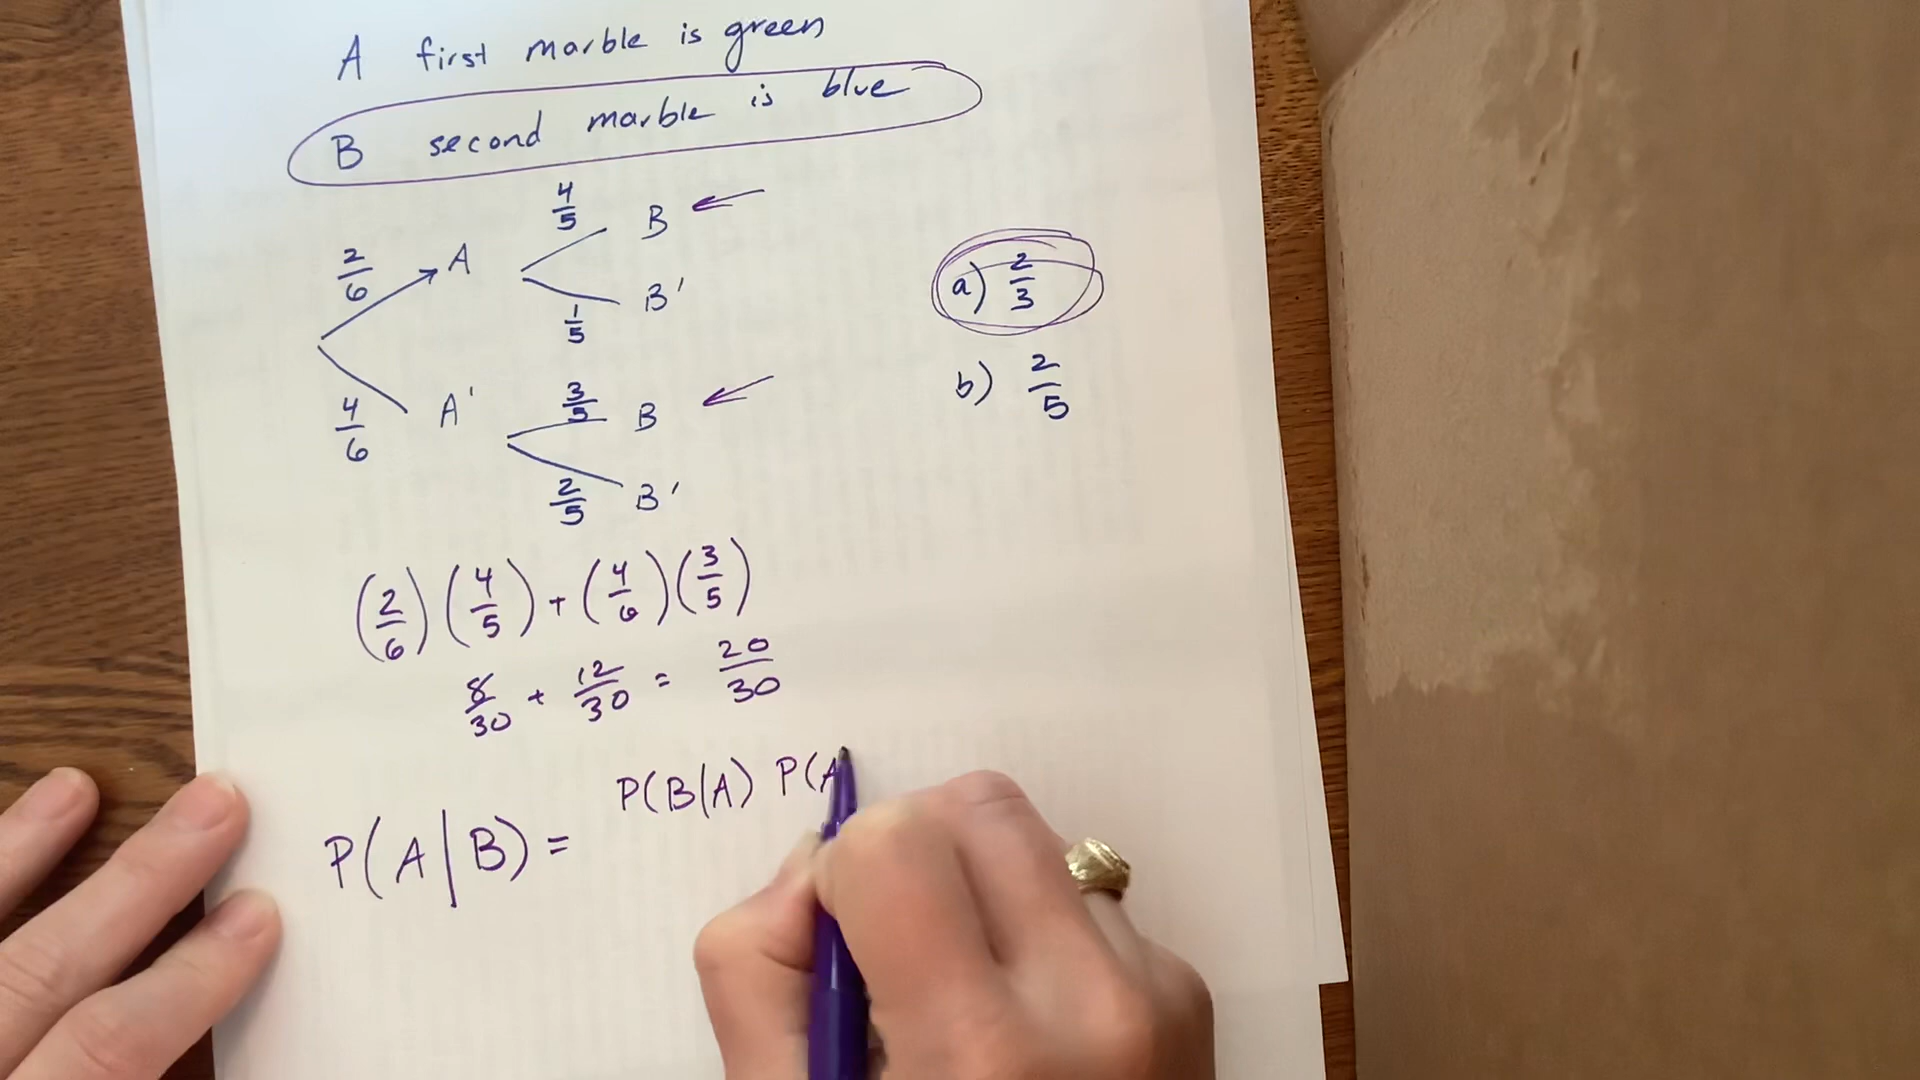 A first marble is green
B second marble is blue
4/5 B
2/6 A
B'
1/5
a) 2/3
4/6 A' 3/5 B
b) 2/5
2/5 B'
(2/6)(4/5) + (4/6)(3/5)
8/30 + 12/30 = 20/30
P(B|A) P(A
P(A|B) =